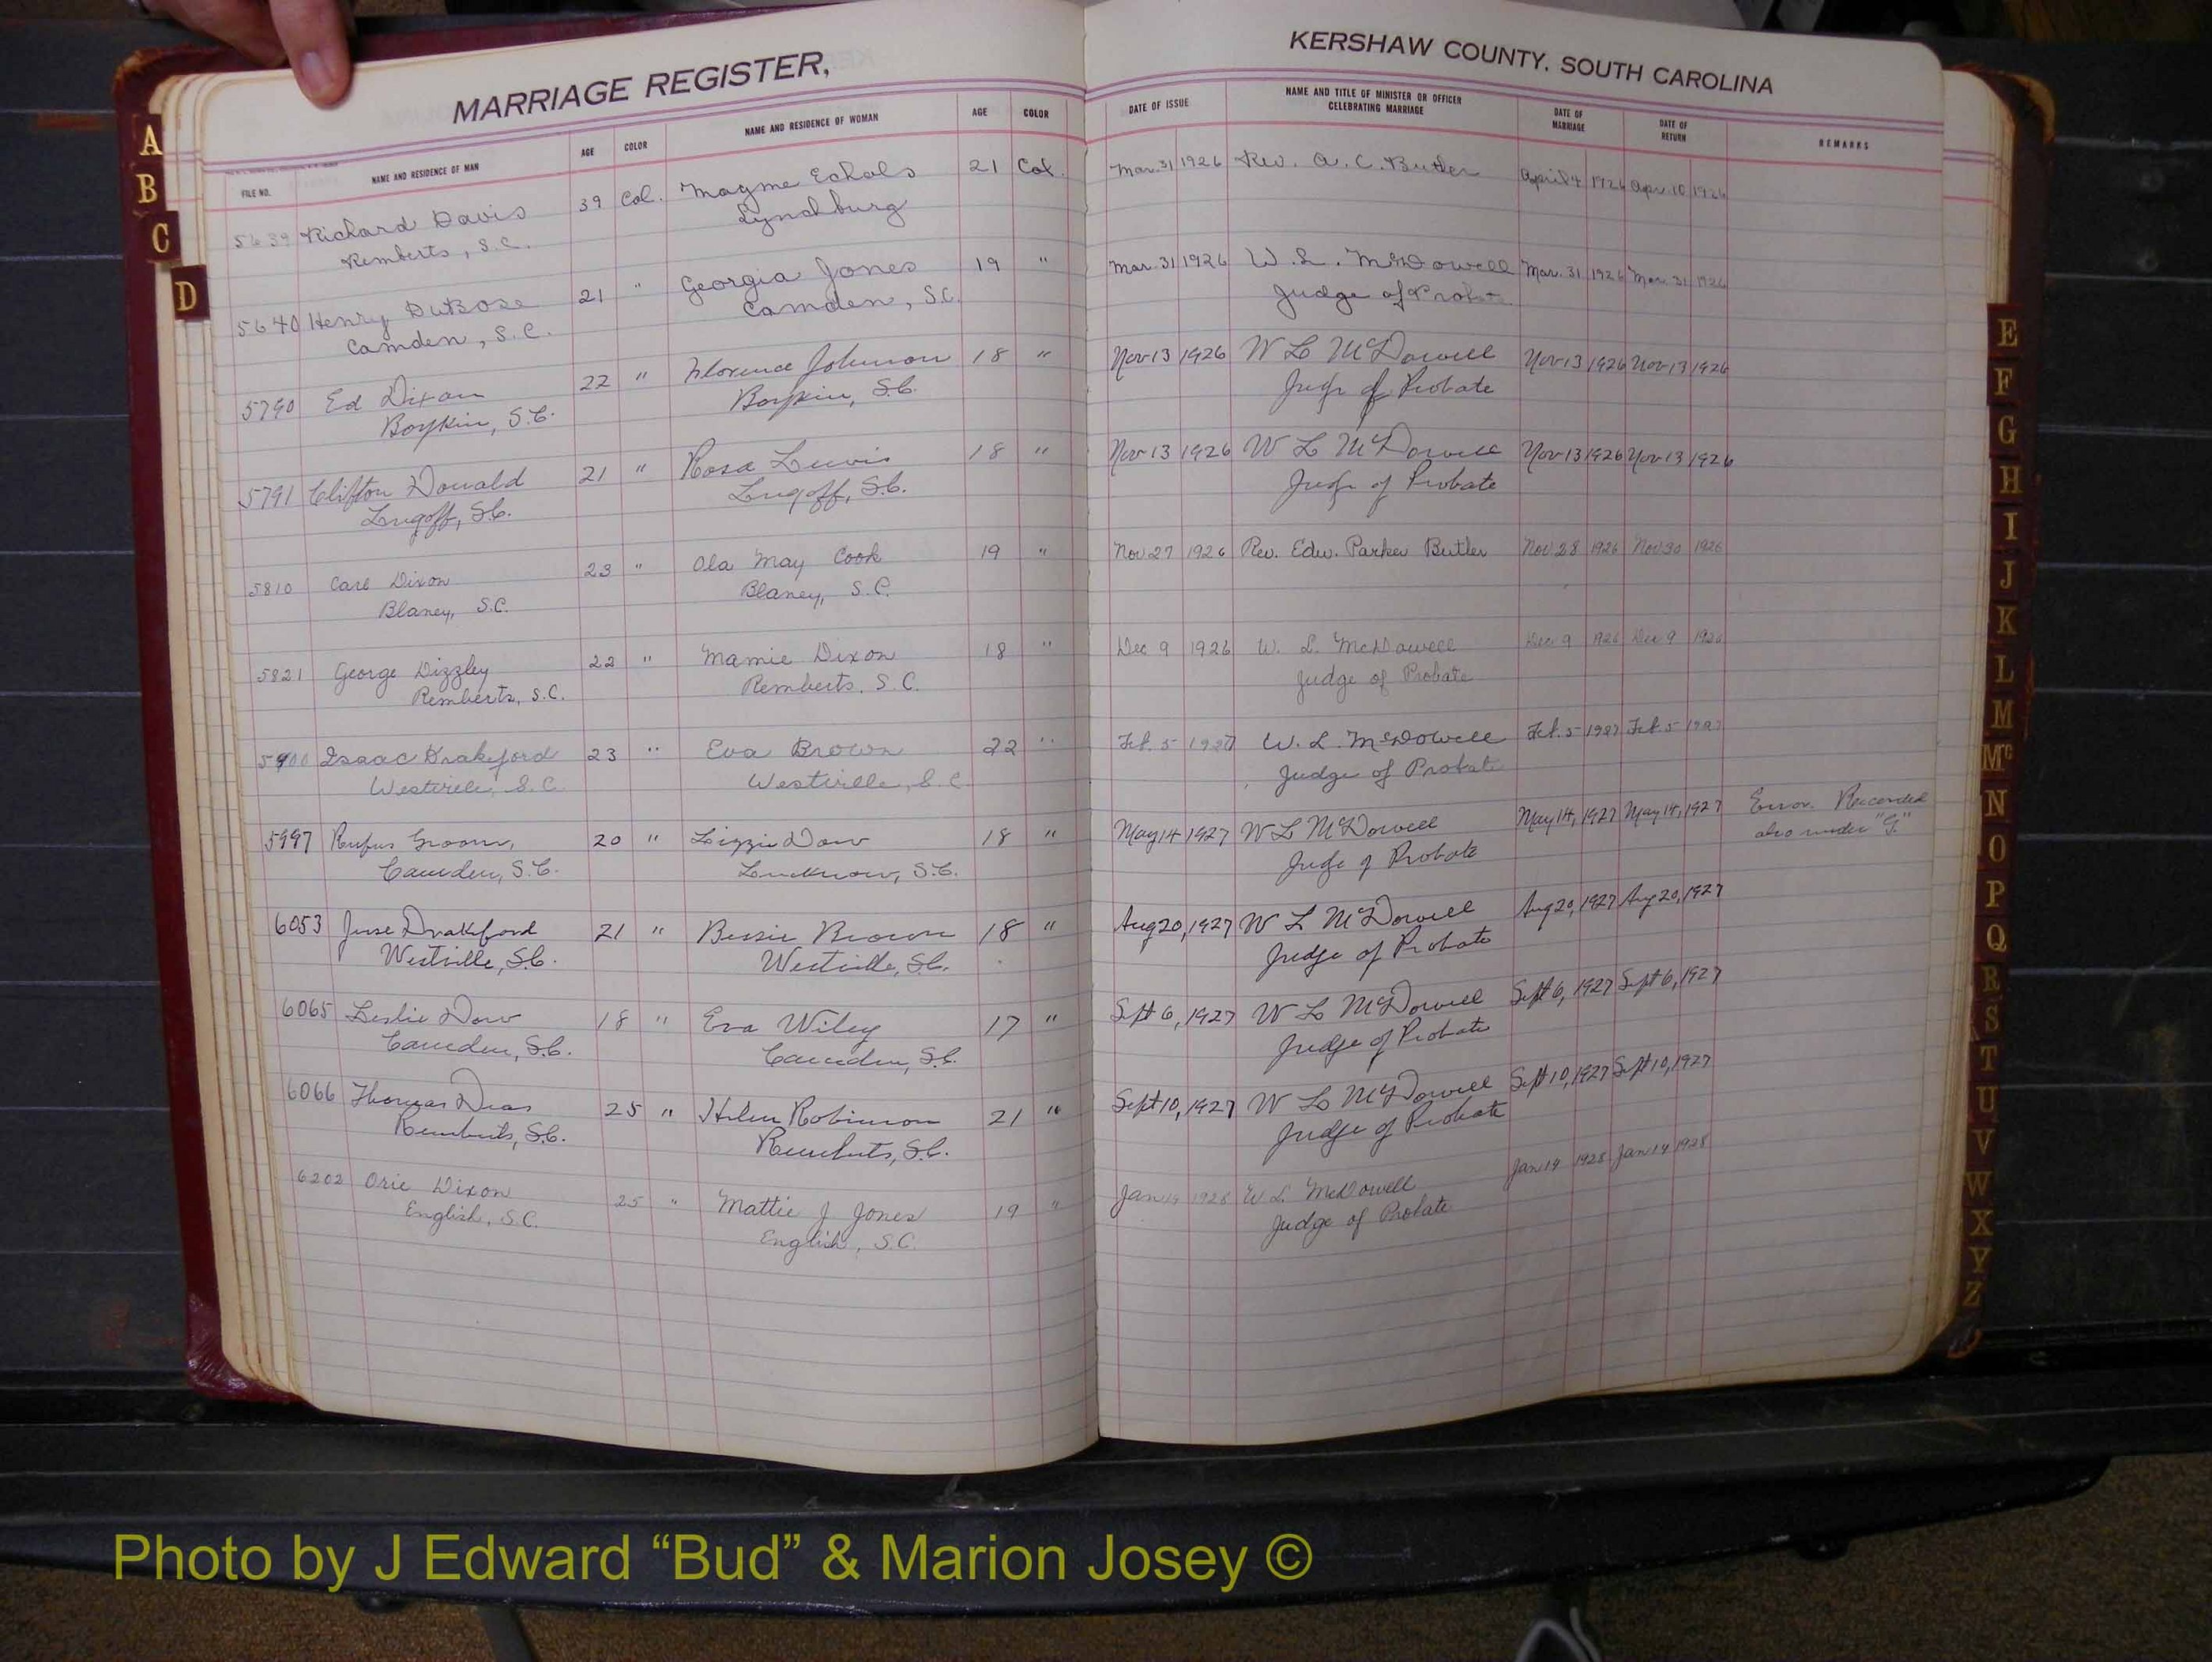 MARRIAGE REGISTER,
FILE NO. NAME AND RESIDENCE OF MAN AGE COLOR NAME AND RESIDENCE OF WOMAN AGE COLOR
5639 Richard Davis 39 Col. Mayme Echols 21 Col.
Remberts, S.C. Lynchburg
5640 Henry DuBose 21 " Georgia Jones 19 "
Camden, S.C. Camden, S.C.
5790 Ed Dixon 22 " Florence Johnson 18 "
Boykin, S.C. Boykin, S.C.
5791 Clifton Donald 21 " Rosa Lewis 18 "
Lugoff, S.C. Lugoff, S.C.
5810 Carl Dixon 23 " Ola May Cook 19 "
Blaney, S.C. Blaney, S.C.
5821 George Dizzley 22 " Mamie Dixon 18 "
Remberts, S.C. Remberts, S.C.
5900 Isaac Drakeford 23 " Eva Brown 22 "
Westville, S.C. Westville, S.C.
5997 Rufus Groom, 20 " Lizzie Dow 18 "
Camden, S.C. Lucknow, S.C.
6053 Jesse Drakeford 21 " Bessie Brown 18 "
Westville, S.C. Westville, S.C.
6065 Leslie Dow 18 " Eva Wiley 17 "
Camden, S.C. Camden, S.C.
6066 Thomas Deas 25 " Helen Robinson 21 "
Remberts, S.C. Remberts, S.C.
6202 Orie Dixon 25 " Mattie J Jones 19 "
English, S.C. English, S.C.
KERSHAW COUNTY, SOUTH CAROLINA
DATE OF ISSUE NAME AND TITLE OF MINISTER OR OFFICER CELEBRATING MARRIAGE DATE OF MARRIAGE DATE OF RETURN REMARKS
Mar. 31 1926 Rev. A. C. Butler April 4 1926 Apr. 10 1926
Mar. 31 1926 W. L. McDowell Mar. 31 1926 Mar. 31 1926
Judge of Probate
Nov 13 1926 W L McDowell Nov 13 1926 Nov 13 1926
Judge of Probate
Nov 13 1926 W L McDowell Nov 13 1926 Nov 13 1926
Judge of Probate
Nov 27 1926 Rev. Edw. Parker Butler Nov 28 1926 Nov 30 1926
Dec 9 1926 W. L. McDowell Dec 9 1926 Dec 9 1926
Judge of Probate
Feb. 5 1927 W. L. McDowell Feb. 5 1927 Feb. 5 1927
Judge of Probate
May 14 1927 W L McDowell May 14, 1927 May 14, 1927 Error. Recorded
Judge of Probate also under "G."
Aug 20, 1927 W L McDowell Aug 20, 1927 Aug 20, 1927
Judge of Probate
Sept 6, 1927 W L McDowell Sept 6, 1927 Sept 6, 1927
Judge of Probate
Sept 10, 1927 W L McDowell Sept 10, 1927 Sept 10, 1927
Judge of Probate
Jan 14 1928 W. L. McDowell Jan 14 1928 Jan 14 1928
Judge of Probate
A
B
C
D
E
F
G
H
I
J
K
L
M
Mc
N
O
P
Q
R
S
T
U
V
W
X
Y
Z
Photo by J Edward “Bud” & Marion Josey ©